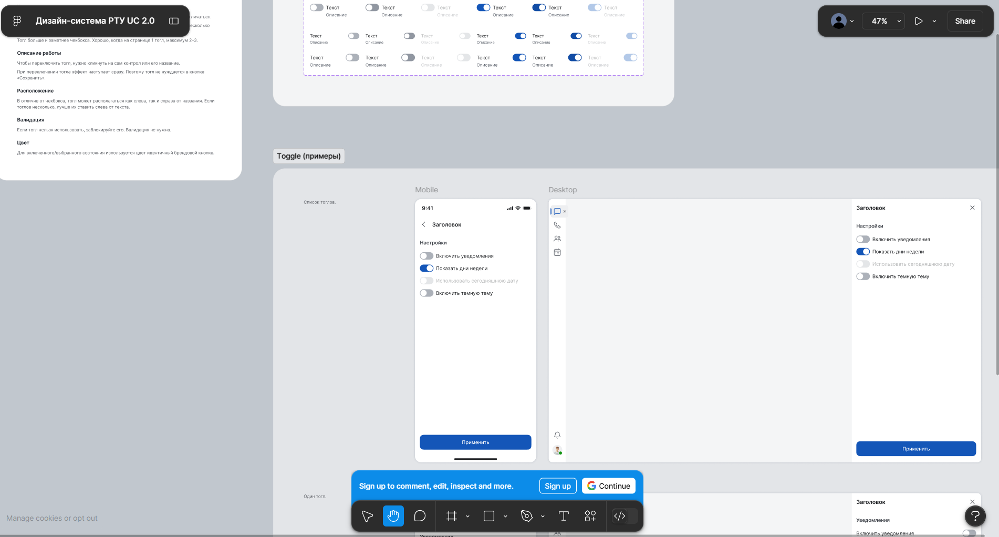 Дизайн-система РТУ UC 2.0
тличаться.
есколько
Тогл больше и заметнее чекбокса. Хорошо, когда на странице 1 тогл, максимум 2–3.
Описание работы
Чтобы переключить тогл, нужно кликнуть на сам контрол или его название.
При переключении тогла эффект наступает сразу. Поэтому тогл не нуждается в кнопке
«Сохранить».
Расположение
В отличие от чекбокса, тогл может располагаться как слева, так и справа от названия. Если
тоглов несколько, лучше их ставить слева от текста.
Валидация
Если тогл нельзя использовать, заблокируйте его. Валидация не нужна.
Цвет
Для включенного/выбранного состояния используется цвет идентичный брендовой кнопке.
Текст Текст Текст Текст Текст Текст
Описание Описание Описание Описание Описание Описание
Текст Текст Текст Текст Текст Текст
Описание Описание Описание Описание Описание Описание
Текст Текст Текст Текст Текст Текст
Описание Описание Описание Описание Описание Описание
47%
Share
Toggle (примеры)
Список тоглов.
Mobile
9:41
Заголовок
Настройки
Включить уведомления
Показать дни недели
Использовать сегодняшнюю дату
Включить темную тему
Применить
Desktop
Заголовок
Настройки
Включить уведомления
Показать дни недели
Использовать сегодняшнюю дату
Включить темную тему
Применить
Один тогл.
Sign up to comment, edit, inspect and more.
Sign up
Continue
Заголовок
Уведомления
Включить уведомления
Уведомления
Manage cookies or opt out